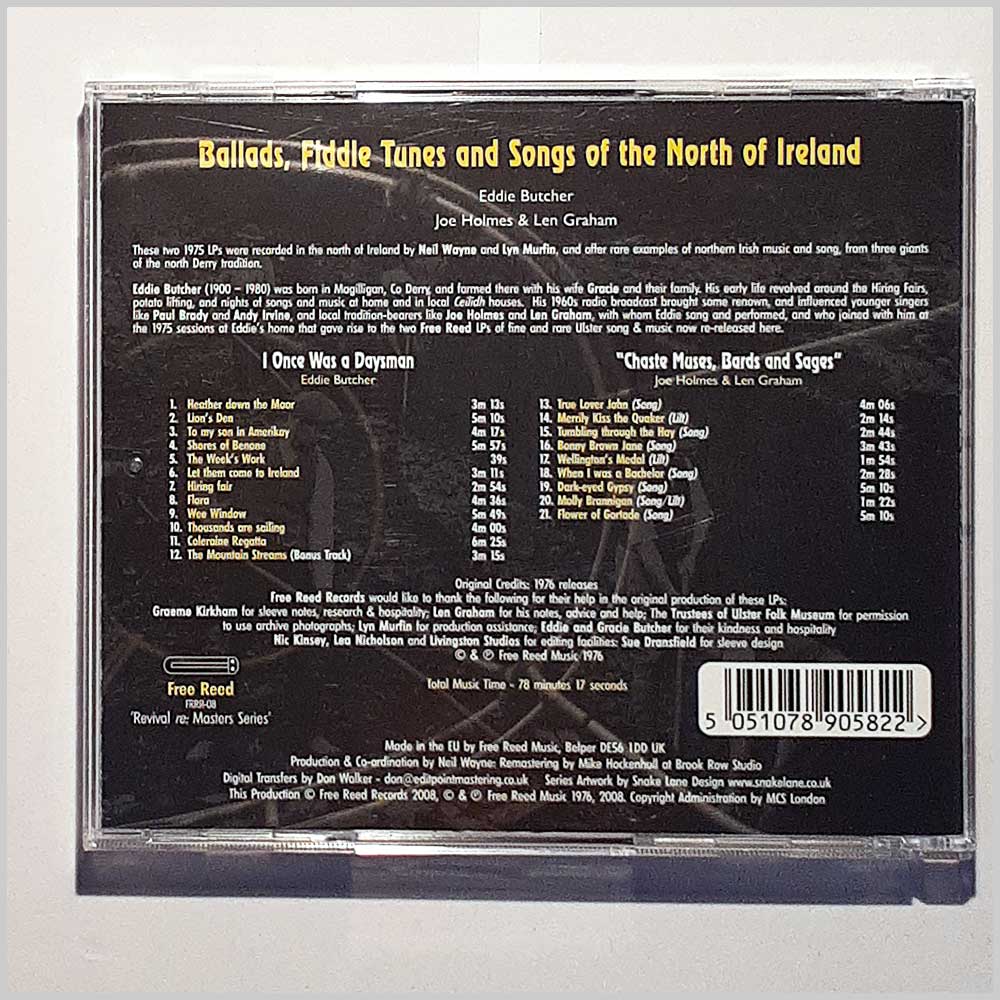 Ballads, Fiddle Tunes and Songs of the North of Ireland
Eddie Butcher
Joe Holmes & Len Graham
These two 1975 LPs were recorded in the north of Ireland by Neil Wayne and Lyn Murfin, and offer rare examples of northern Irish music and song, from three giants
of the north Derry tradition.
Eddie Butcher (1900 – 1980) was born in Magilligan, Co Derry, and farmed there with his wife Gracie and their family. His early life revolved around the Hiring Fairs,
potato lifting, and nights of songs and music at home and in local Ceilidh houses. His 1960s radio broadcast brought some renown, and influenced younger singers
like Paul Brady and Andy Irvine, and local tradition-bearers like Joe Holmes and Len Graham, with whom Eddie song and performed, and who joined with him at
the 1975 sessions at Eddie's home that gave rise to the two Free Reed LPs of fine and rare Ulster song & music now re-released here.
I Once Was a Daysman
Eddie Butcher
1. Heather down the Moor 3m 13s
2. Lion's Den 5m 10s
3. To my son in Amerikay 4m 17s
4. Shores of Benone 5m 57s
5. The Week's Work 39s
6. Let them come to Ireland 3m 11s
7. Hiring fair 2m 54s
8. Flora 4m 36s
9. Wee Window 5m 49s
10. Thousands are sailing 4m 00s
11. Coleraine Regatta 6m 25s
12. The Mountain Streams (Bonus Track) 3m 15s
"Chaste Muses, Bards and Sages"
Joe Holmes & Len Graham
13. True Lover John (Song) 4m 06s
14. Merrily Kiss the Quaker (Lilt) 2m 14s
15. Tumbling through the Hay (Song) 2m 44s
16. Bonny Brown Jane (Song) 3m 43s
17. Wellington's Medal (Lilt) 1m 54s
18. When I was a Bachelor (Song) 2m 28s
19. Dark-eyed Gypsy (Song) 5m 10s
20. Molly Brannigan (Song/Lilt) 1m 22s
21. Flower of Gortade (Song) 5m 10s
Original Credits: 1976 releases
Free Reed Records would like to thank the following for their help in the original production of these LPs:
Graeme Kirkham for sleeve notes, research & hospitality; Len Graham for his notes, advice and help; The Trustees of Ulster Folk Museum for permission
to use archive photographs; Lyn Murfin for production assistance; Eddie and Gracie Butcher for their kindness and hospitality
Nic Kinsey, Lea Nicholson and Livingston Studios for editing facilities: Sue Dransfield for sleeve design
© & ℗ Free Reed Music 1976
Free Reed
FRRR-08
'Revival re: Masters Series'
Total Music Time - 78 minutes 17 seconds
5 051078 905822 >
Made in the EU by Free Reed Music, Belper DE56 1DD UK
Production & Co-ordination by Neil Wayne: Remastering by Mike Hockenhull at Brook Row Studio
Digital Transfers by Don Walker - don@editpointmastering.co.uk Series Artwork by Snake Lane Design www.snakelane.co.uk
This Production © Free Reed Records 2008, © & ℗ Free Reed Music 1976, 2008. Copyright Administration by MCS London